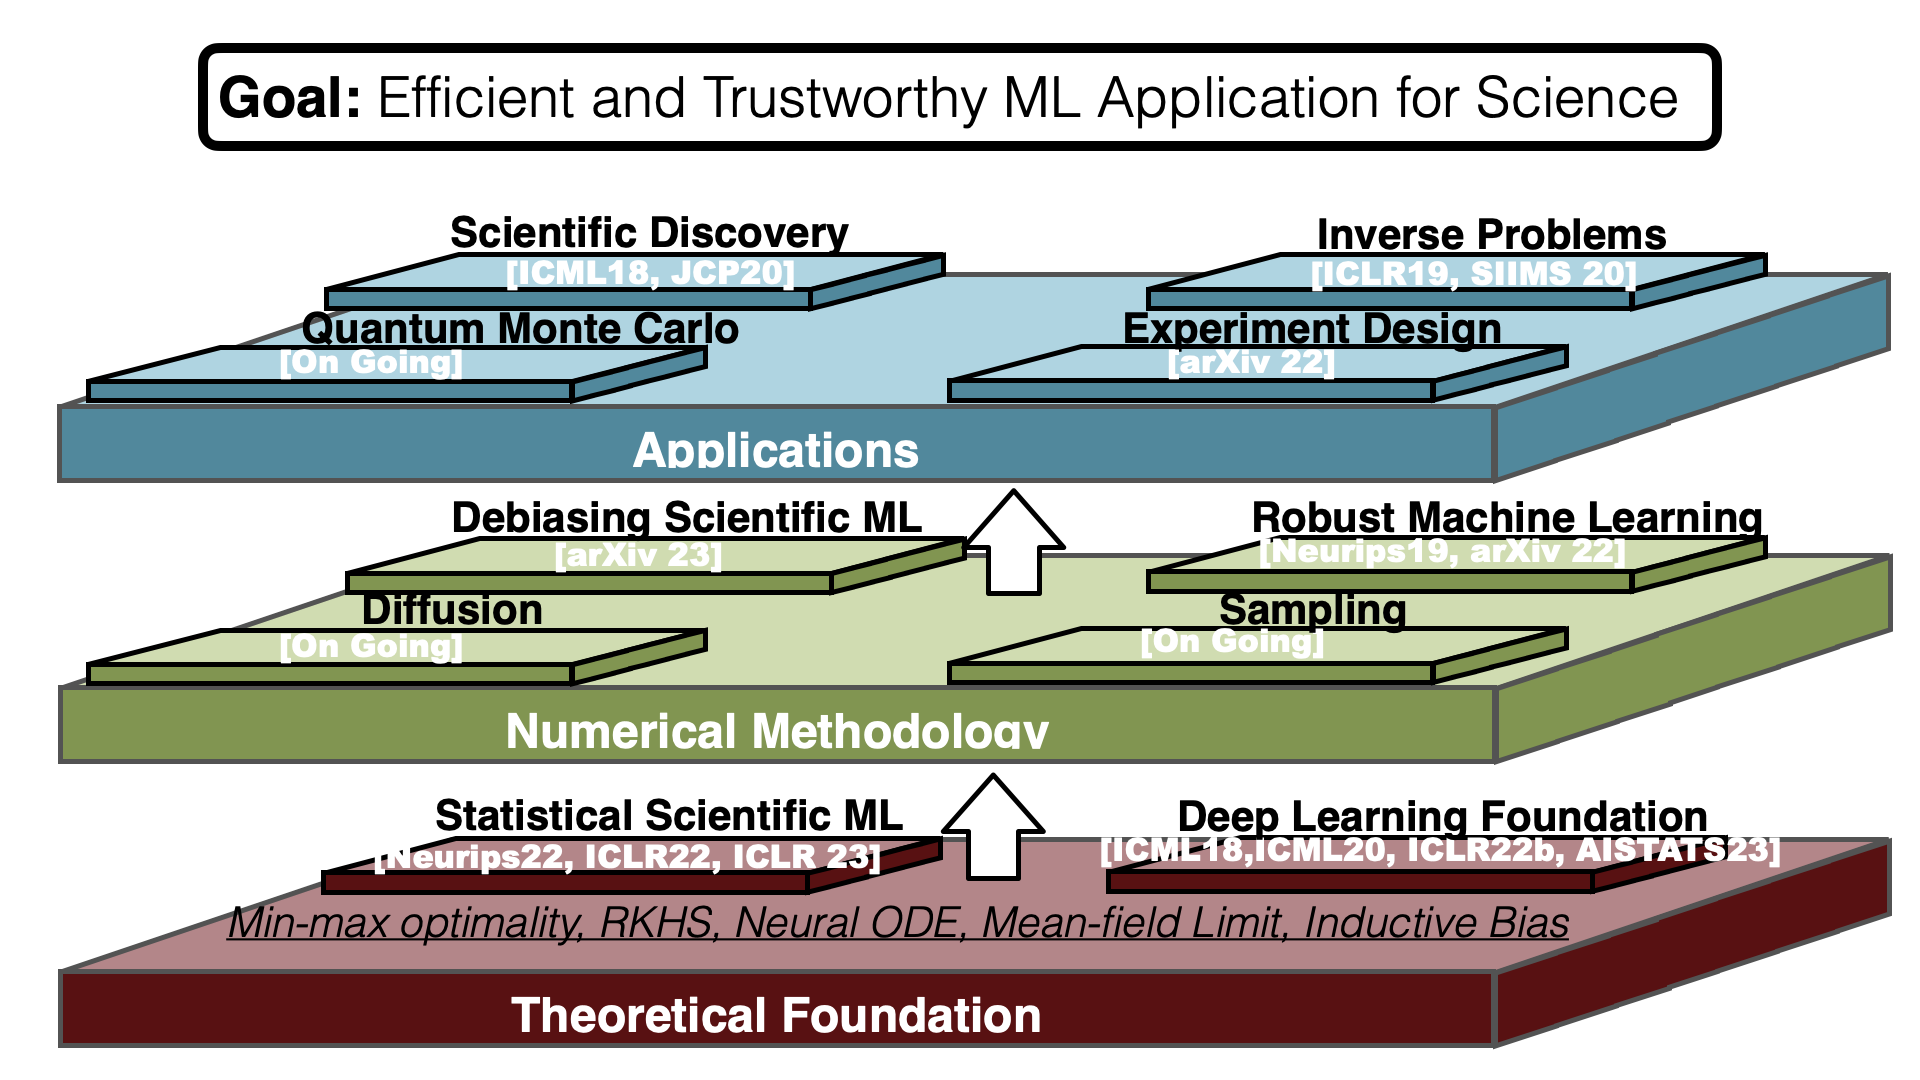 Goal: Efficient and Trustworthy ML Application for Science
Scientific Discovery
[ICML18, JCP20]
Inverse Problems
[ICLR19, SIIMS 20]
Quantum Monte Carlo
[On Going]
Experiment Design
[arXiv 22]
Applications
Debiasing Scientific ML
[arXiv 23]
Robust Machine Learning
[Neurips19, arXiv 22]
Diffusion
[On Going]
Sampling
[On Going]
Numerical Methodology
Statistical Scientific ML
[Neurips22, ICLR22, ICLR 23]
Deep Learning Foundation
[ICML18,ICML20, ICLR22b, AISTATS23]
Min-max optimality, RKHS, Neural ODE, Mean-field Limit, Inductive Bias
Theoretical Foundation